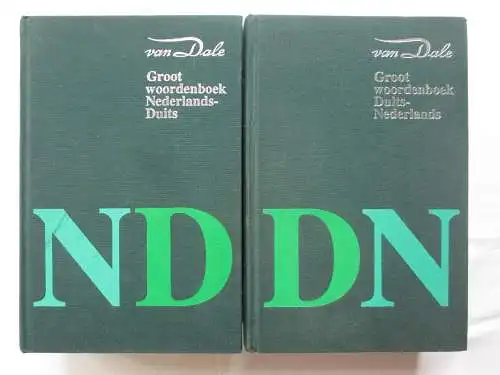 van Dale
Groot
woordenboek
Nederlands-
Duits
ND
van Dale
Groot
woordenboek
Duits-
Nederlands
DN